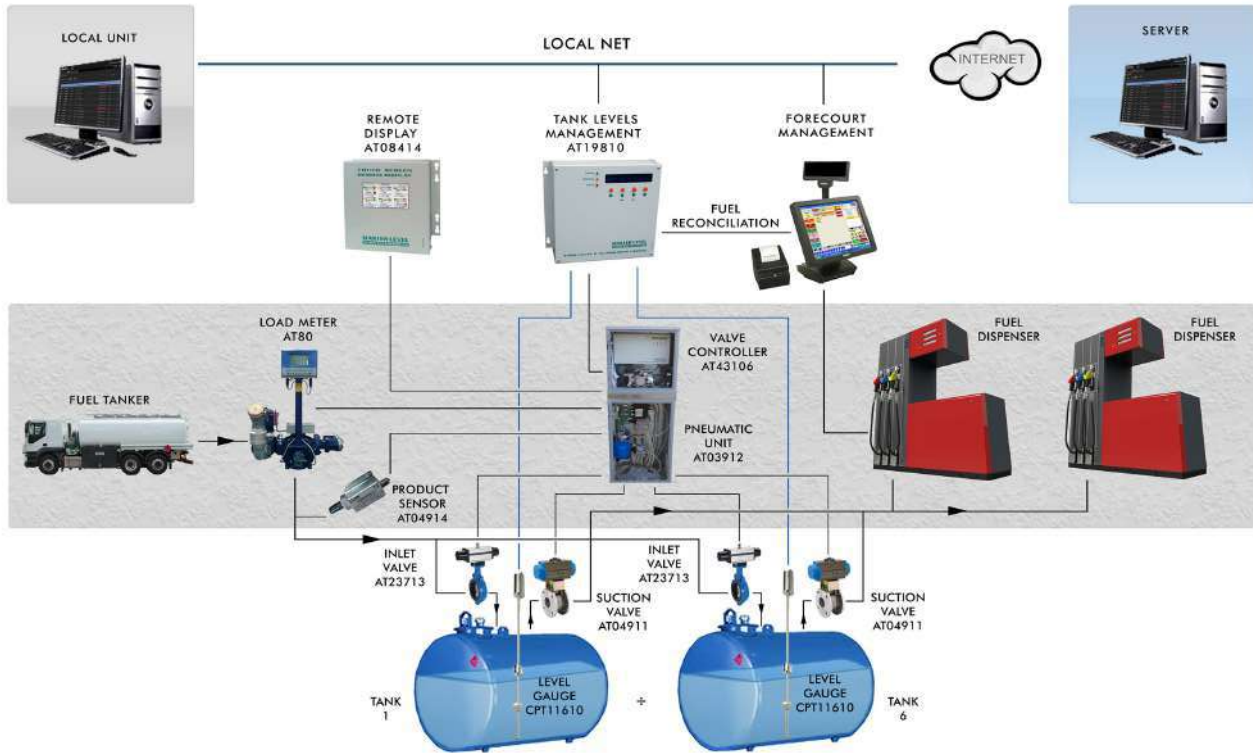 LOCAL UNIT
LOCAL NET
INTERNET
SERVER
REMOTE
DISPLAY
AT08414
TANK LEVELS
MANAGEMENT
AT19810
FORECOURT
MANAGEMENT
FUEL
RECONCILIATION
LOAD METER
AT80
VALVE
CONTROLLER
AT43106
FUEL
DISPENSER
FUEL
DISPENSER
FUEL TANKER
PNEUMATIC
UNIT
AT03912
PRODUCT
SENSOR
AT04914
INLET
VALVE
AT23713
SUCTION
VALVE
AT04911
INLET
VALVE
AT23713
SUCTION
VALVE
AT04911
TANK
1
LEVEL
GAUGE
CPT11610
÷
LEVEL
GAUGE
CPT11610
TANK
6